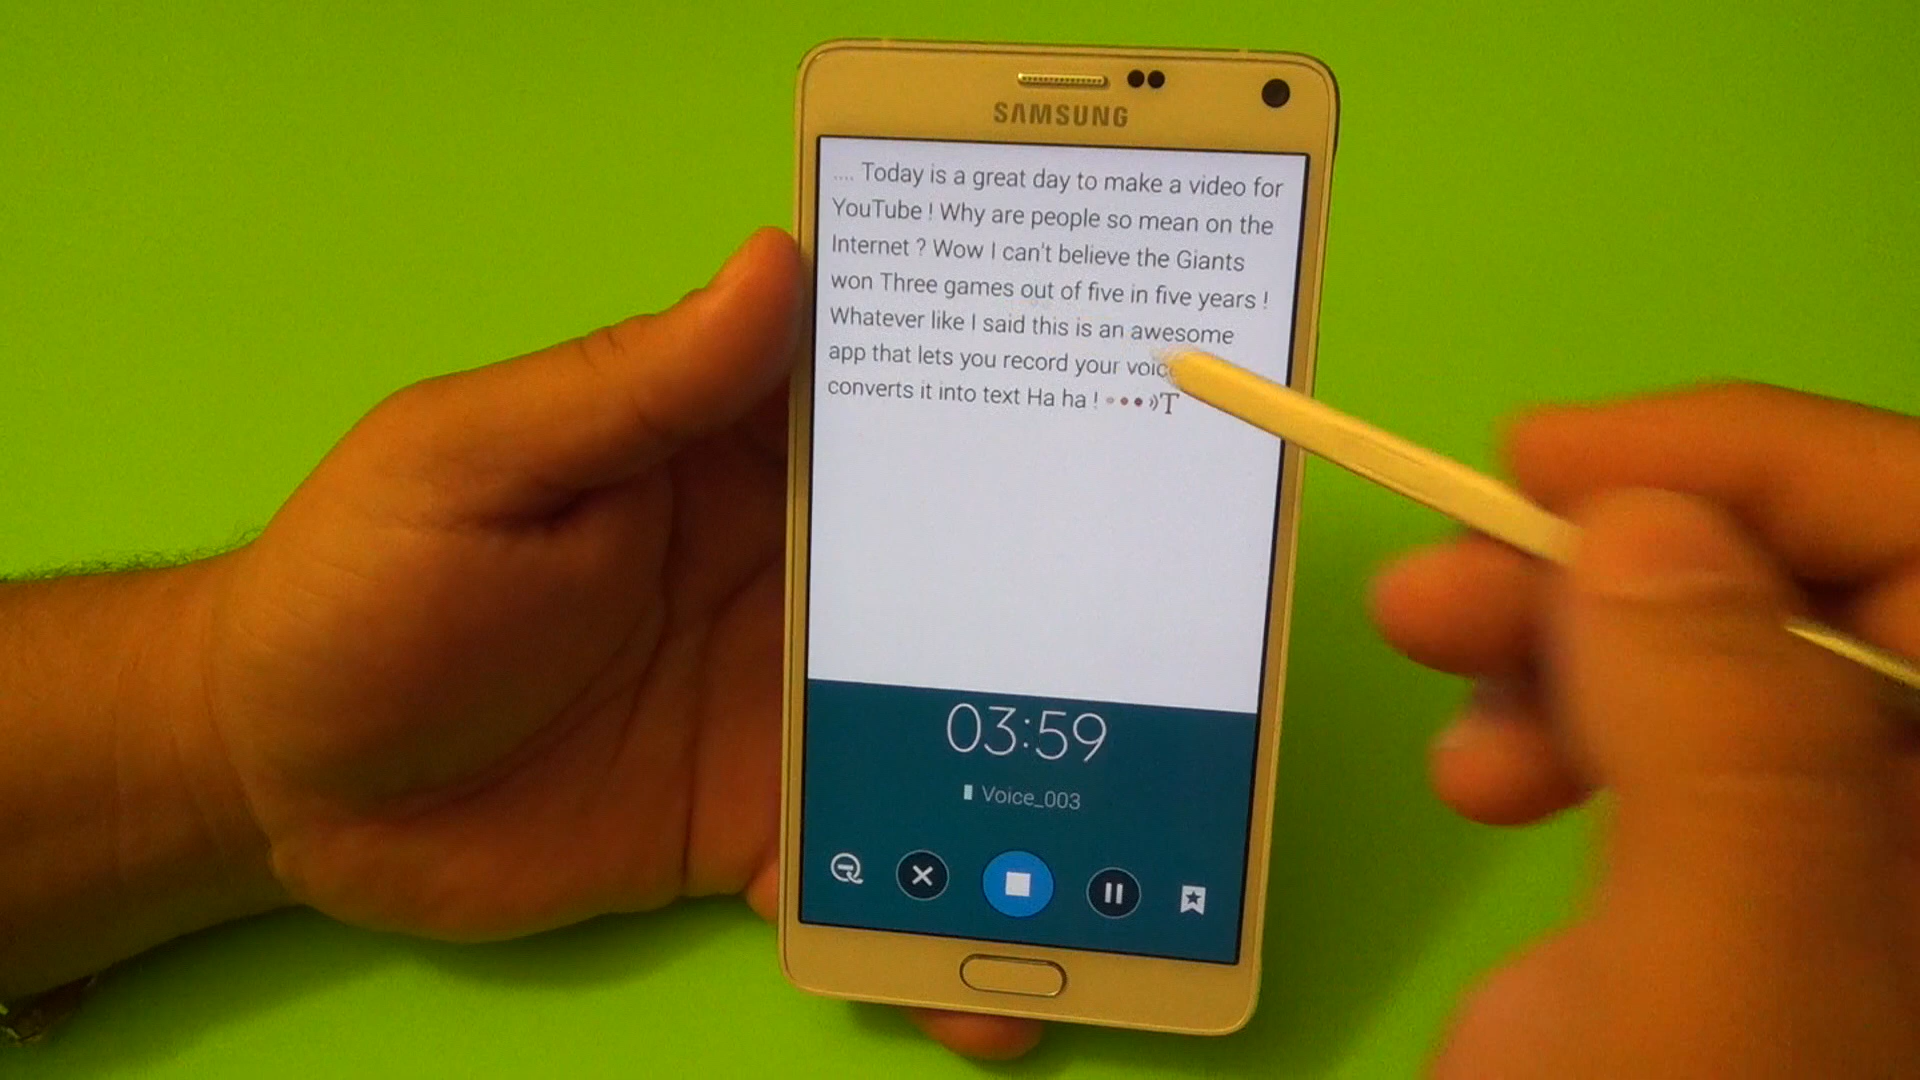 SAMSUNG
.... Today is a great day to make a video for
YouTube ! Why are people so mean on the
Internet ? Wow I can't believe the Giants
won Three games out of five in five years !
Whatever like I said this is an awesome
app that lets you record your
converts it into text Ha ha ! T
03:59
Voice_003